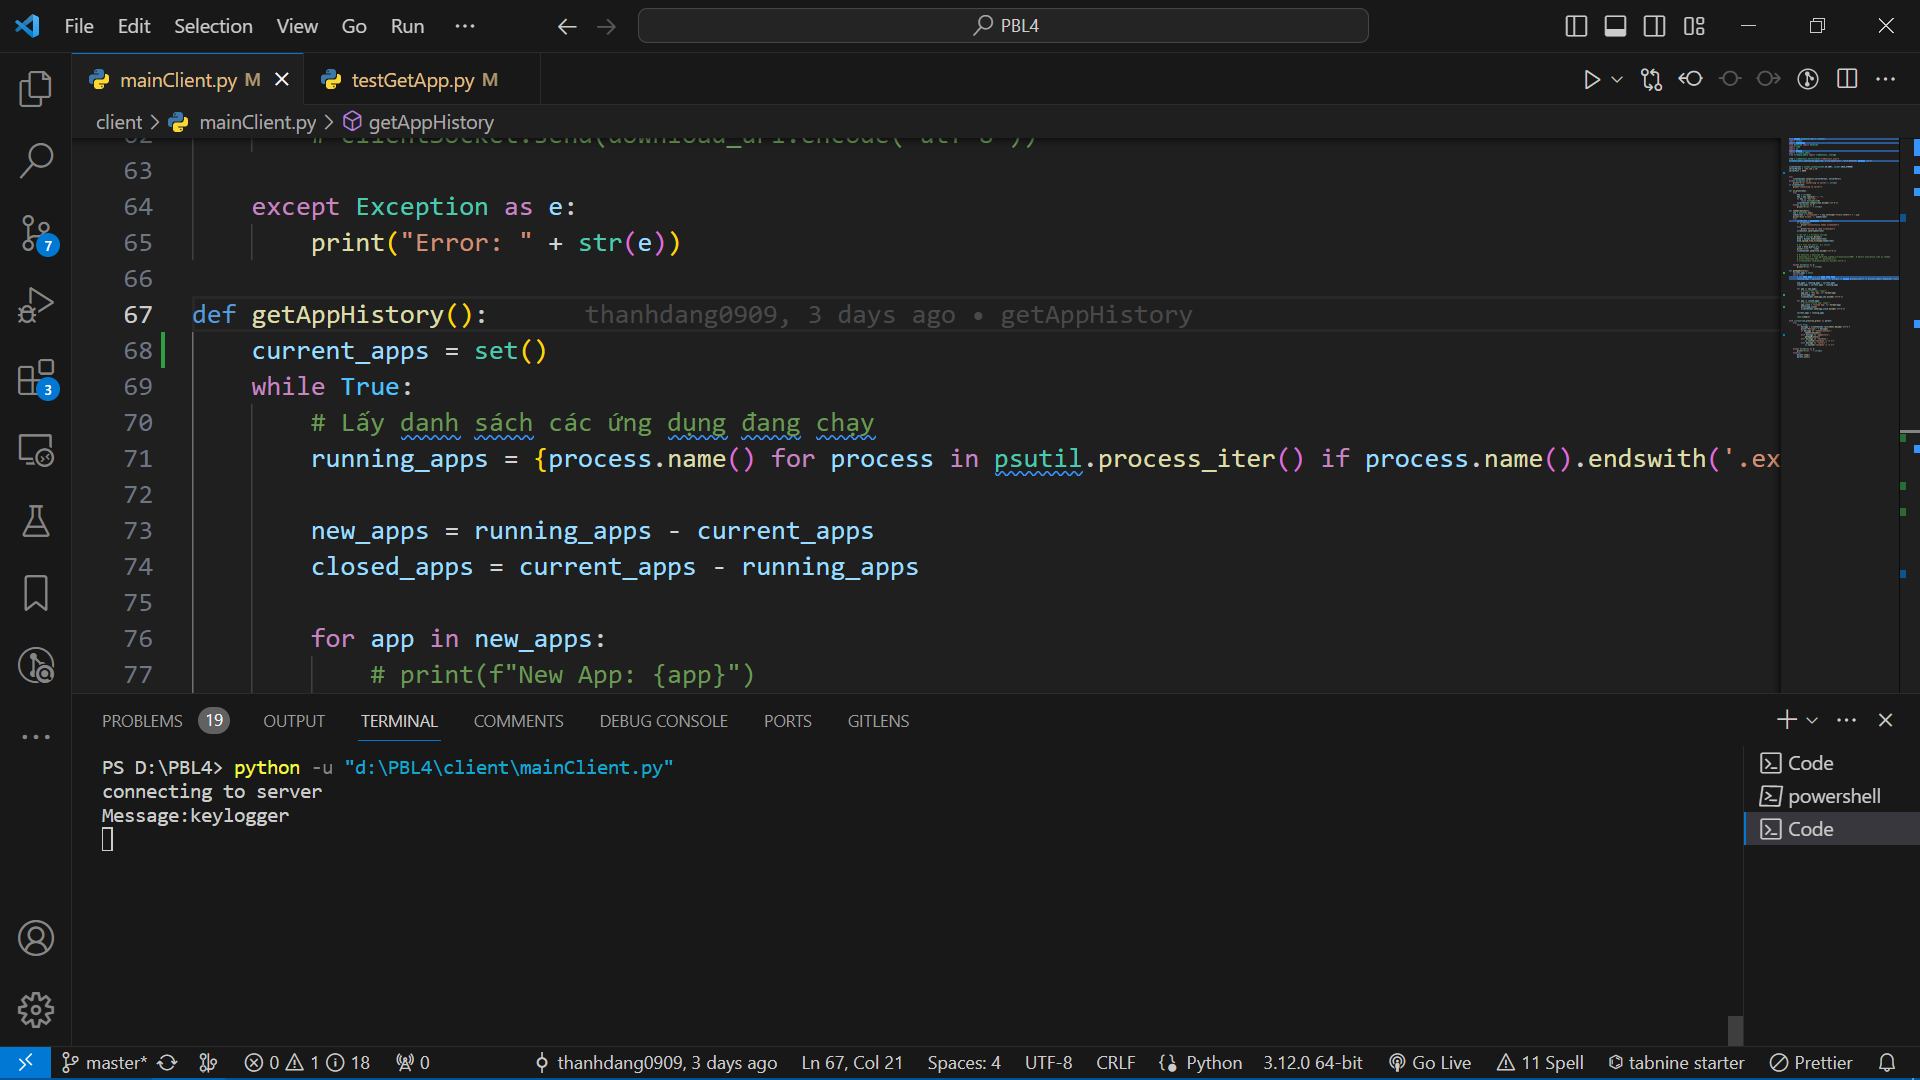 File Edit Selection View Go Run ··· PBL4
mainClient.py M testGetApp.py M
client > mainClient.py > getAppHistory
63
64 except Exception as e:
65 print("Error: " + str(e))
66
67 def getAppHistory(): thanhdang0909, 3 days ago • getAppHistory
68 current_apps = set()
69 while True:
70 # Lấy danh sách các ứng dụng đang chạy
71 running_apps = {process.name() for process in psutil.process_iter() if process.name().endswith('.ex
72
73 new_apps = running_apps - current_apps
74 closed_apps = current_apps - running_apps
75
76 for app in new_apps:
77 # print(f"New App: {app}")
7
3
PROBLEMS 19 OUTPUT TERMINAL COMMENTS DEBUG CONSOLE PORTS GITLENS
PS D:\PBL4> python -u "d:\PBL4\client\mainClient.py"
connecting to server
Message:keylogger
Code
powershell
Code
master* 0 1 18 0 thanhdang0909, 3 days ago Ln 67, Col 21 Spaces: 4 UTF-8 CRLF Python 3.12.0 64-bit Go Live 11 Spell tabnine starter Prettier